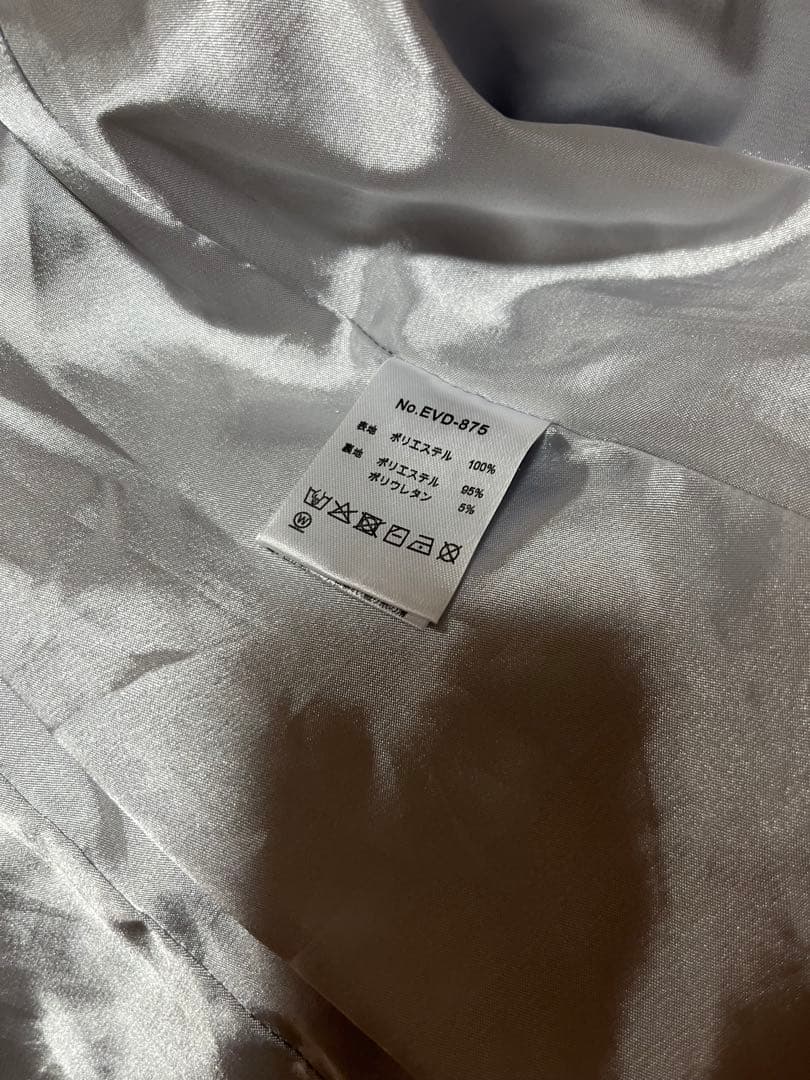 No.EVD-875
表地 ポリエステル 100%
裏地 ポリエステル 95%
ポリウレタン 5%
W